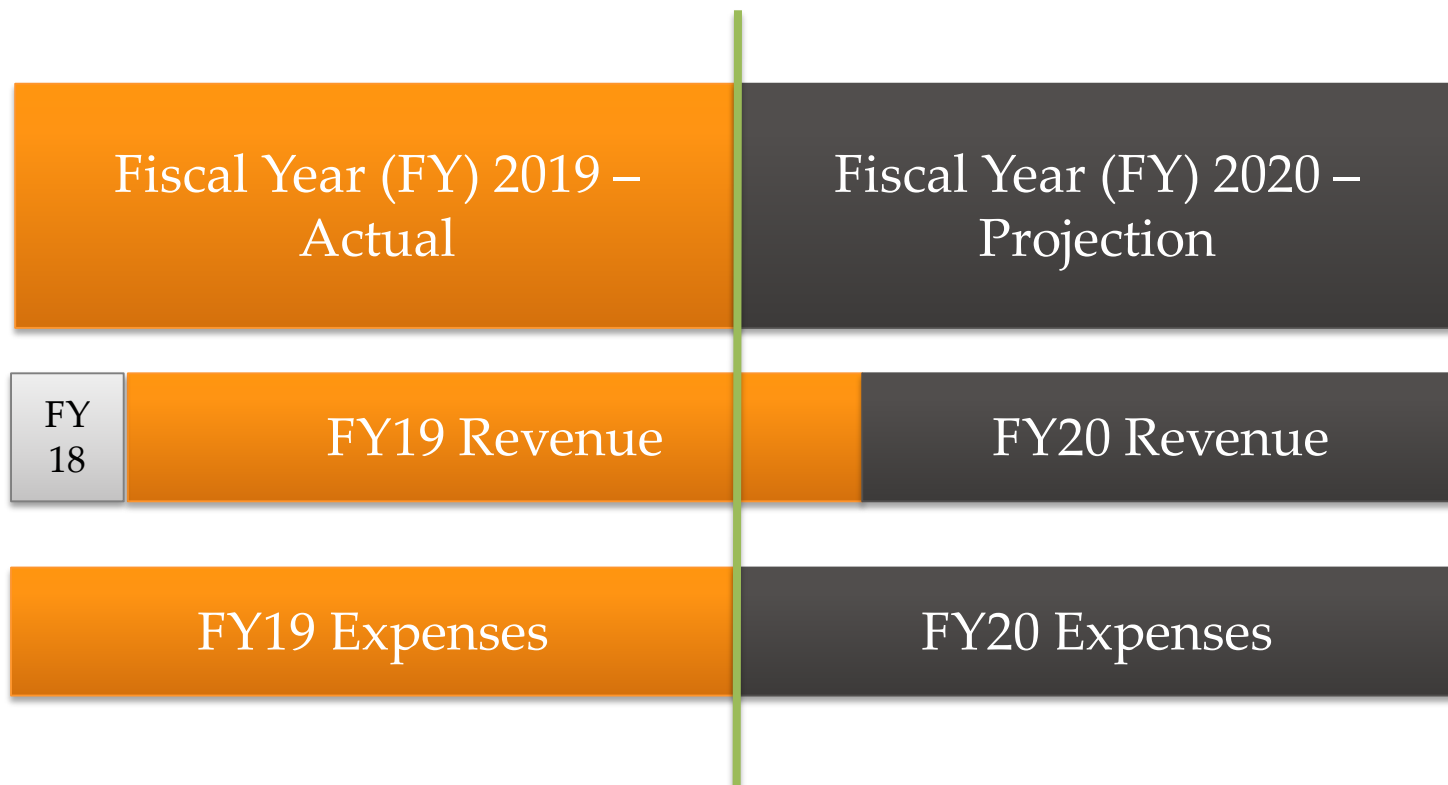 Fiscal Year (FY) 2019 –
Actual
Fiscal Year (FY) 2020 –
Projection
FY
18
FY19 Revenue
FY20 Revenue
FY19 Expenses
FY20 Expenses